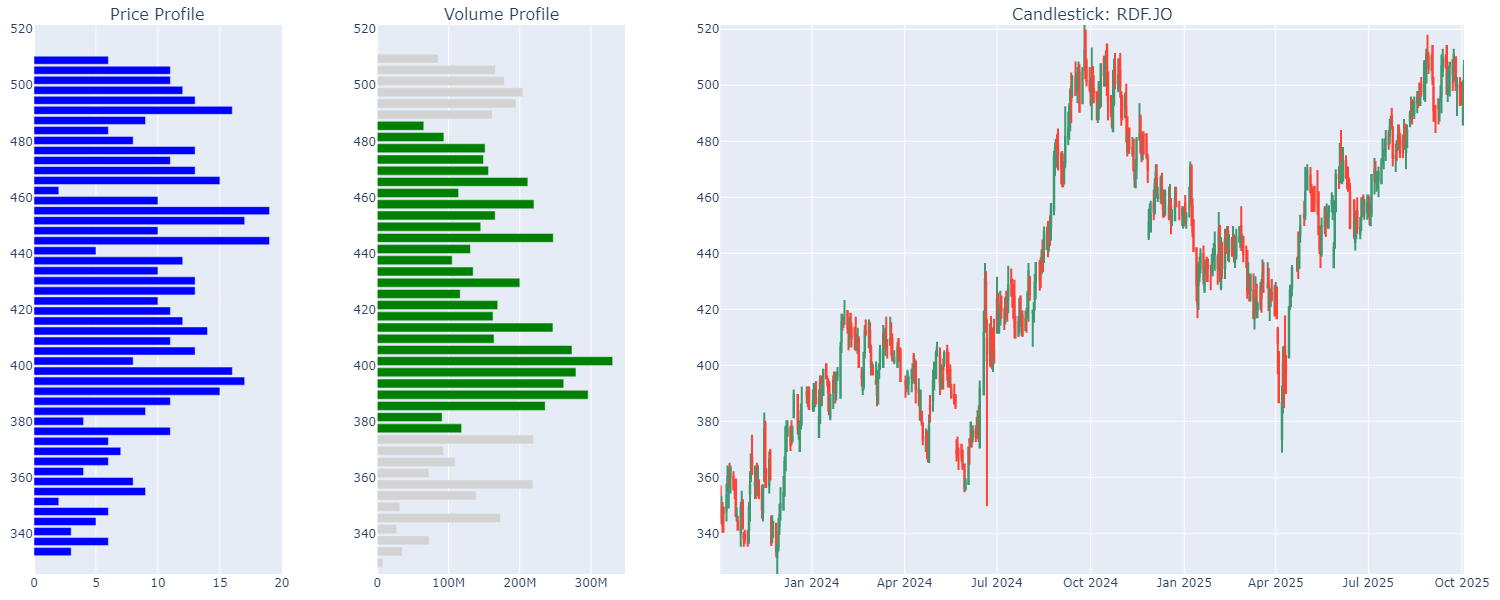 Price Profile
Volume Profile
Candlestick: RDF.JO
520
500
480
460
440
420
400
380
360
340
0
5
10
15
20
520
500
480
460
440
420
400
380
360
340
0
100M
200M
300M
520
500
480
460
440
420
400
380
360
340
Jan 2024
Apr 2024
Jul 2024
Oct 2024
Jan 2025
Apr 2025
Jul 2025
Oct 2025